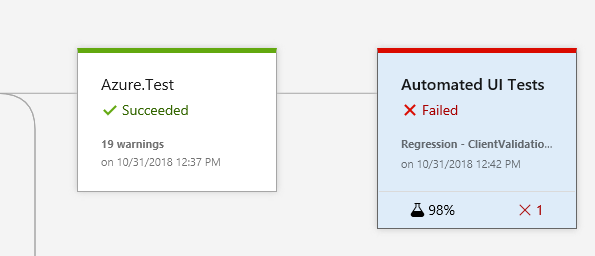 Azure.Test
Succeeded
19 warnings
on 10/31/2018 12:37 PM
Automated UI Tests
Failed
Regression - ClientValidatio...
on 10/31/2018 12:42 PM
98%
1